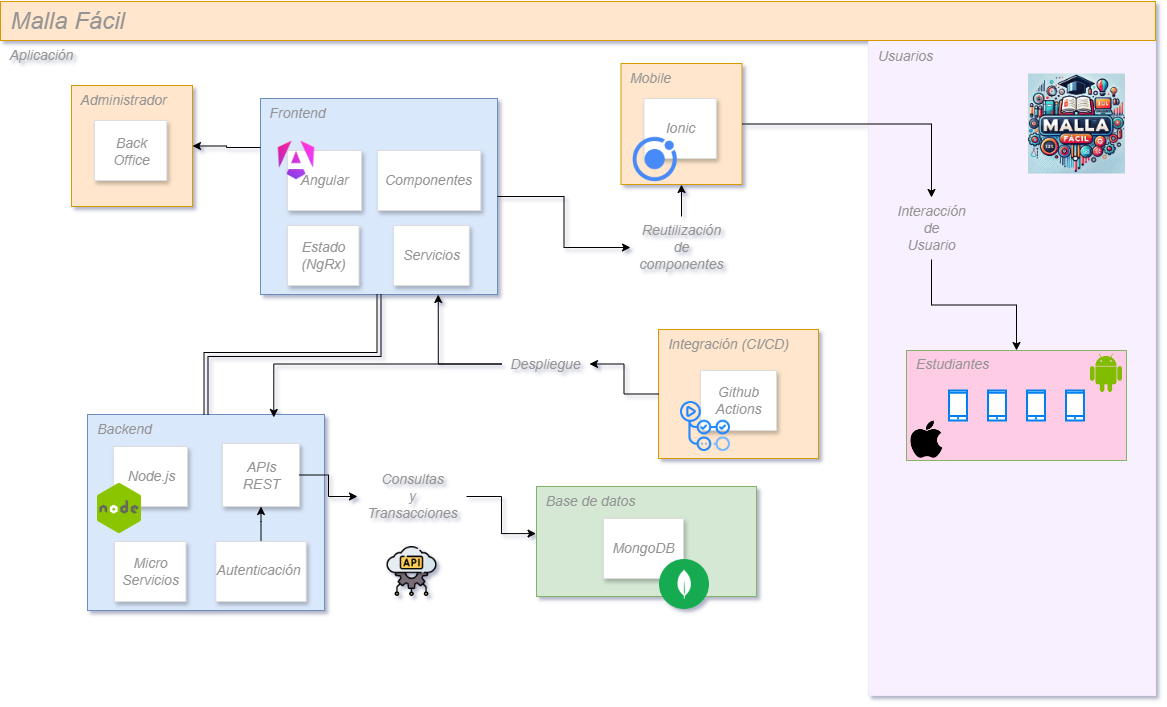 Malla Fácil
Aplicación
Usuarios
Administrador
Back
Office
Frontend
Angular
Componentes
Estado
(NgRx)
Servicios
Mobile
Ionic
MALLA
FÁCIL
Reutilización
de
componentes
Interacción
de
Usuario
Integración (CI/CD)
Github
Actions
Despliegue
Estudiantes
Backend
Node.js
node
APIs
REST
Micro
Servicios
Autenticación
Consultas
y
Transacciones
API
Base de datos
MongoDB